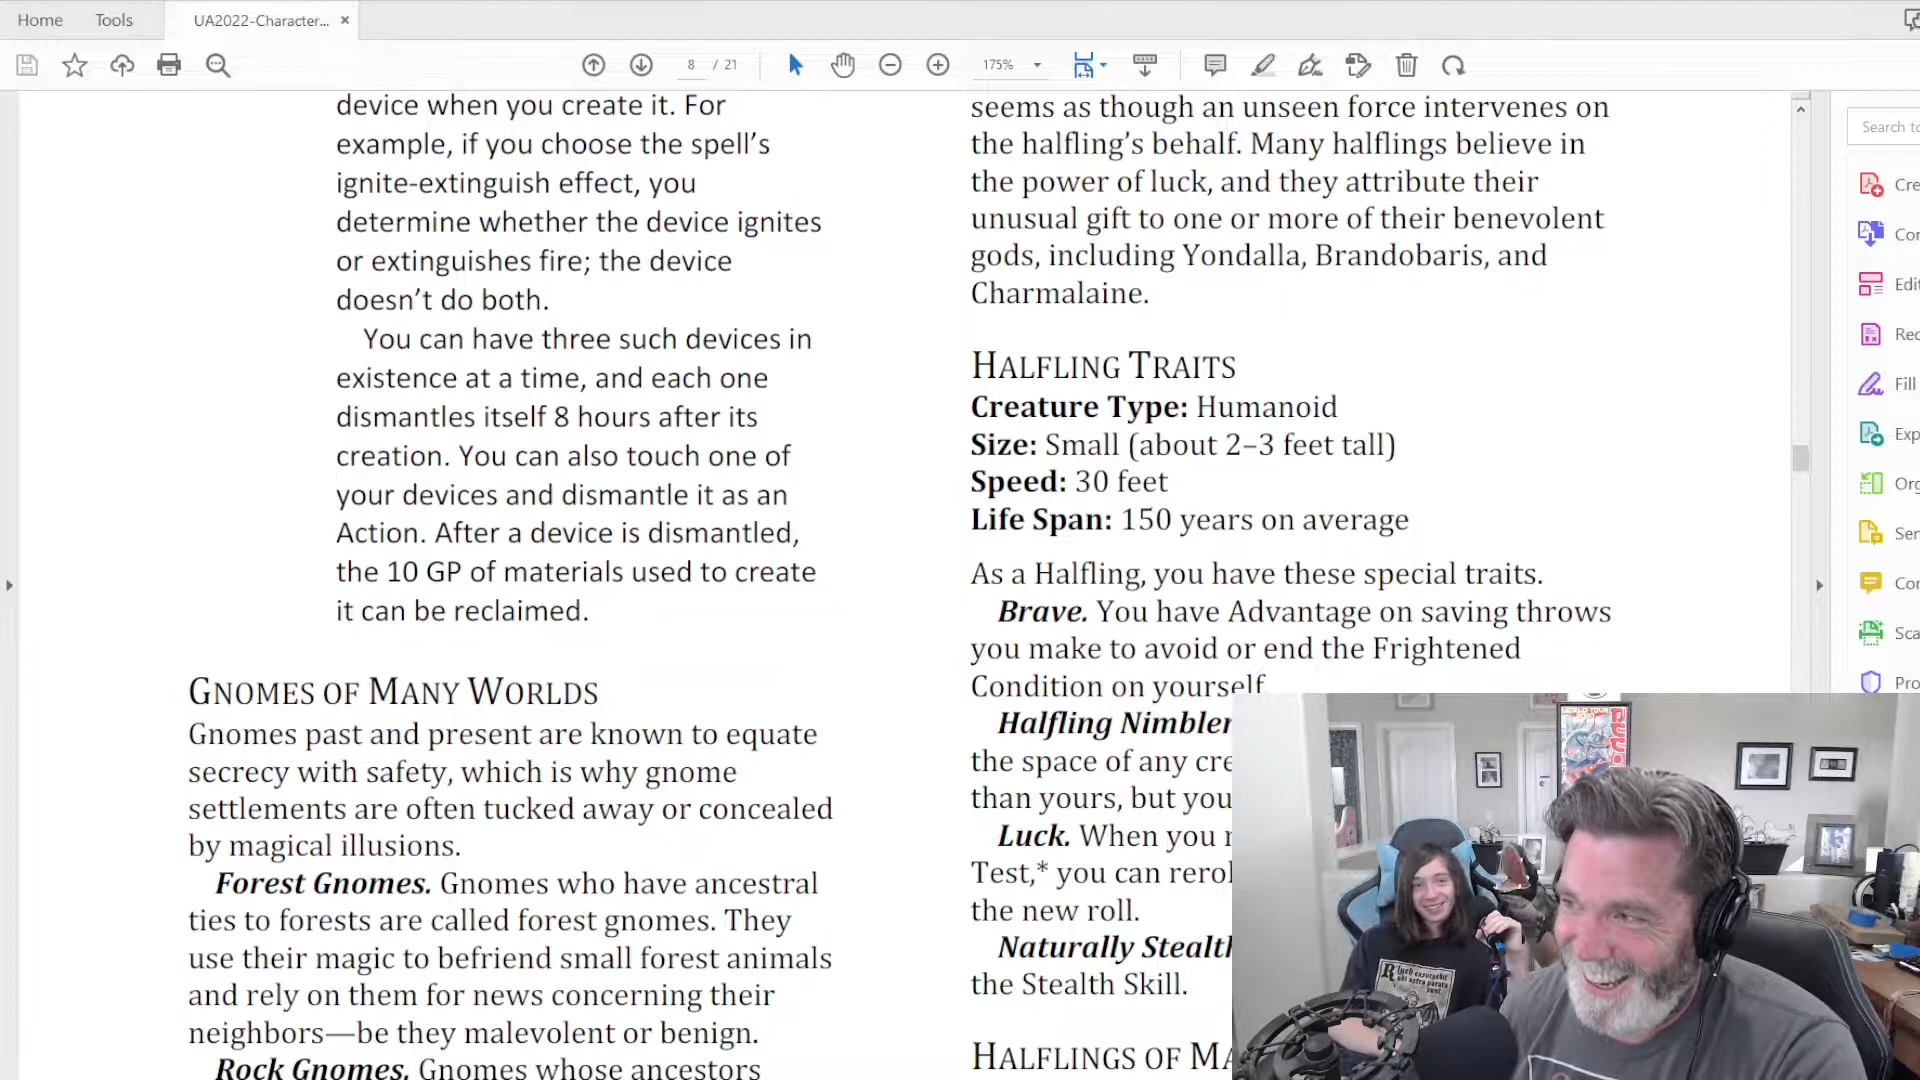 Home
Tools
UA2022-Character...
8 / 21
175%
Search to
device when you create it. For
example, if you choose the spell’s
ignite-extinguish effect, you
determine whether the device ignites
or extinguishes fire; the device
doesn’t do both.
You can have three such devices in
existence at a time, and each one
dismantles itself 8 hours after its
creation. You can also touch one of
your devices and dismantle it as an
Action. After a device is dismantled,
the 10 GP of materials used to create
it can be reclaimed.
GNOMES OF MANY WORLDS
Gnomes past and present are known to equate
secrecy with safety, which is why gnome
settlements are often tucked away or concealed
by magical illusions.
Forest Gnomes. Gnomes who have ancestral
ties to forests are called forest gnomes. They
use their magic to befriend small forest animals
and rely on them for news concerning their
neighbors—be they malevolent or benign.
Rock Gnomes. Gnomes whose ancestors
seems as though an unseen force intervenes on
the halfling’s behalf. Many halflings believe in
the power of luck, and they attribute their
unusual gift to one or more of their benevolent
gods, including Yondalla, Brandobaris, and
Charmalaine.
HALFLING TRAITS
Creature Type: Humanoid
Size: Small (about 2–3 feet tall)
Speed: 30 feet
Life Span: 150 years on average
As a Halfling, you have these special traits.
Brave. You have Advantage on saving throws
you make to avoid or end the Frightened
Condition on yourself
Halfling Nimbler
the space of any cre
than yours, but you
Luck. When you r
Test,* you can rerol
the new roll.
Naturally Stealth
the Stealth Skill.
HALFLINGS OF MA
Cre
Cor
Edit
Rec
Fill
Exp
Org
Ser
Cor
Sca
Pro
WORLD TOUR